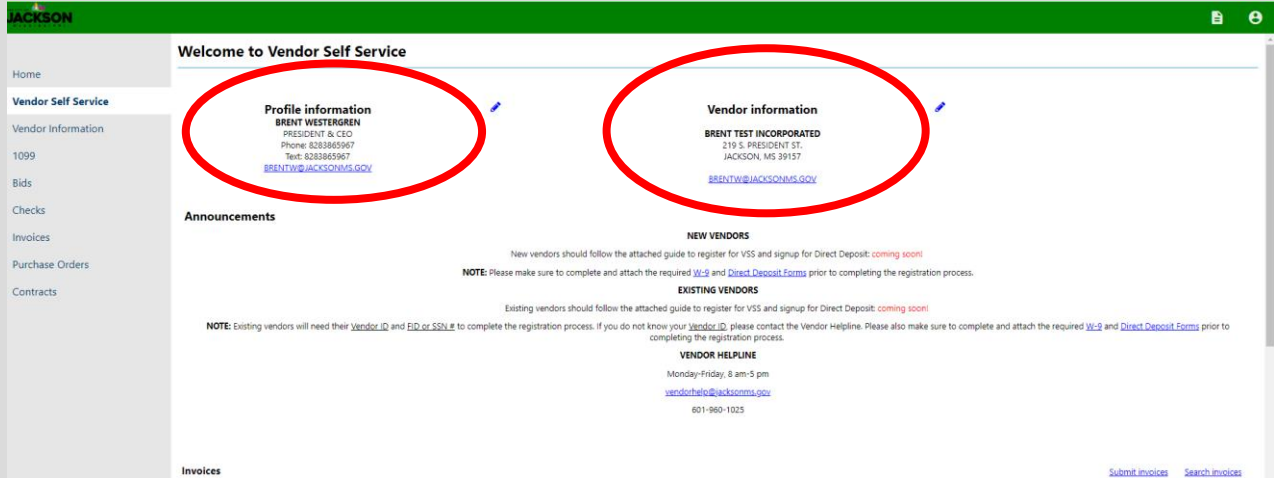 JACKSON
Welcome to Vendor Self Service
Home
Vendor Self Service
Vendor Information
1099
Bids
Checks
Invoices
Purchase Orders
Contracts
Profile information
BRENT WESTERGREN
PRESIDENT & CEO
Phone: 8283865967
Text: 8283865967
BRENTW@JACKSONMS.GOV
Vendor information
BRENT TEST INCORPORATED
219 S. PRESIDENT ST.
JACKSON, MS 39157
BRENTW@JACKSONMS.GOV
Announcements
NEW VENDORS
New vendors should follow the attached guide to register for VSS and signup for Direct Deposit: coming soon!
NOTE: Please make sure to complete and attach the required W-9 and Direct Deposit Forms prior to completing the registration process.
EXISTING VENDORS
Existing vendors should follow the attached guide to register for VSS and signup for Direct Deposit: coming soon!
NOTE: Existing vendors will need their Vendor ID and FID or SSN # to complete the registration process. If you do not know your Vendor ID, please contact the Vendor Helpline. Please also make sure to complete and attach the required W-9 and Direct Deposit Forms prior to
completing the registration process.
VENDOR HELPLINE
Monday-Friday, 8 am-5 pm
vendorhelp@jacksonms.gov
601-960-1025
Invoices
Submit invoices Search invoices